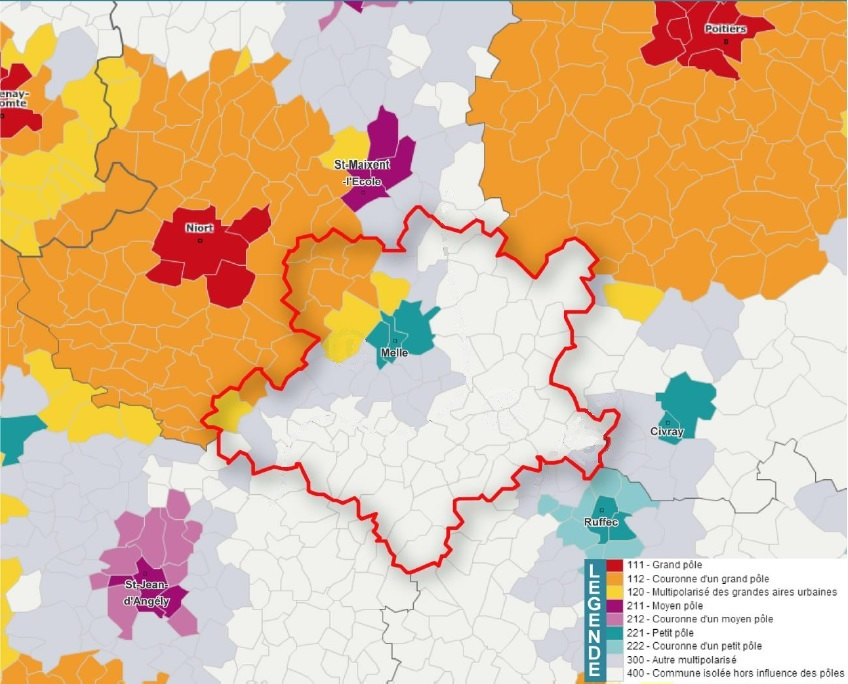 Poitiers
enay-
omte
St-Maixent
-l'Ecole
Niort
Melle
Civray
Ruffec
St-Jean-
d'Angély
LEGENDE
111 - Grand pôle
112 - Couronne d'un grand pôle
120 - Multipolarisé des grandes aires urbaines
211 - Moyen pôle
212 - Couronne d'un moyen pôle
221 - Petit pôle
222 - Couronne d'un petit pôle
300 - Autre multipolarisé
400 - Commune isolée hors influence des pôles